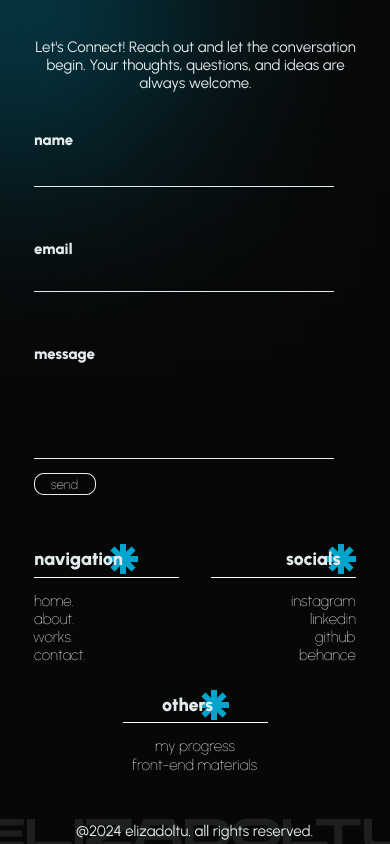 Let's Connect! Reach out and let the conversation
begin. Your thoughts, questions, and ideas are
always welcome.
name
email
message
send
navigation
home.
about.
works.
contact.
socials
instagram
linkedin
github
behance
others
my progress
front-end materials
ELIZADOLTU
@2024 elizadoltu. all rights reserved.